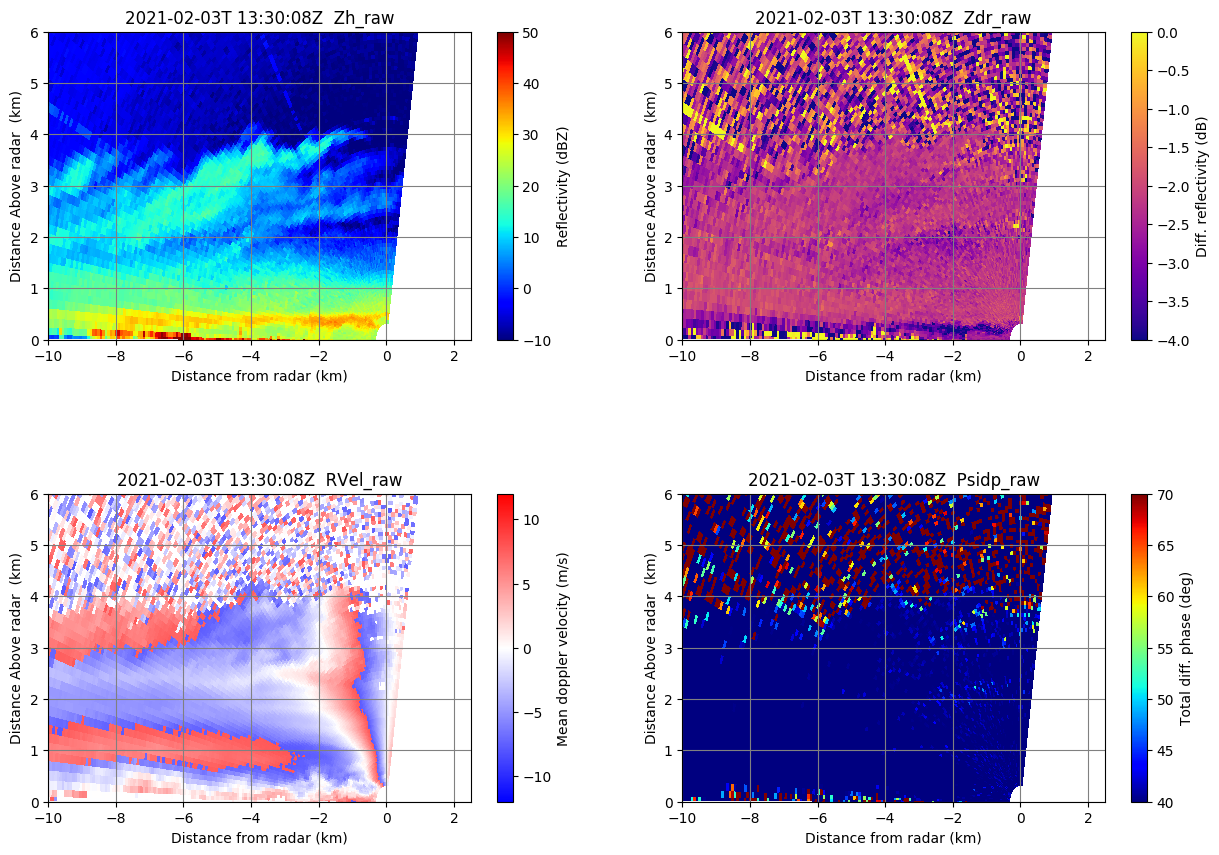 2021-02-03T 13:30:08Z  Zh_raw
6
5
4
3
2
1
0
Distance Above radar  (km)
−10 −8 −6 −4 −2 0 2
Distance from radar (km)
50
40
30
20
10
0
−10
Reflectivity (dBZ)
2021-02-03T 13:30:08Z  Zdr_raw
6
5
4
3
2
1
0
Distance Above radar  (km)
−10 −8 −6 −4 −2 0 2
Distance from radar (km)
0.0
−0.5
−1.0
−1.5
−2.0
−2.5
−3.0
−3.5
−4.0
Diff. reflectivity (dB)
2021-02-03T 13:30:08Z  RVel_raw
6
5
4
3
2
1
0
Distance Above radar  (km)
−10 −8 −6 −4 −2 0 2
Distance from radar (km)
10
5
0
−5
−10
Mean doppler velocity (m/s)
2021-02-03T 13:30:08Z  Psidp_raw
6
5
4
3
2
1
0
Distance Above radar  (km)
−10 −8 −6 −4 −2 0 2
Distance from radar (km)
70
65
60
55
50
45
40
Total diff. phase (deg)